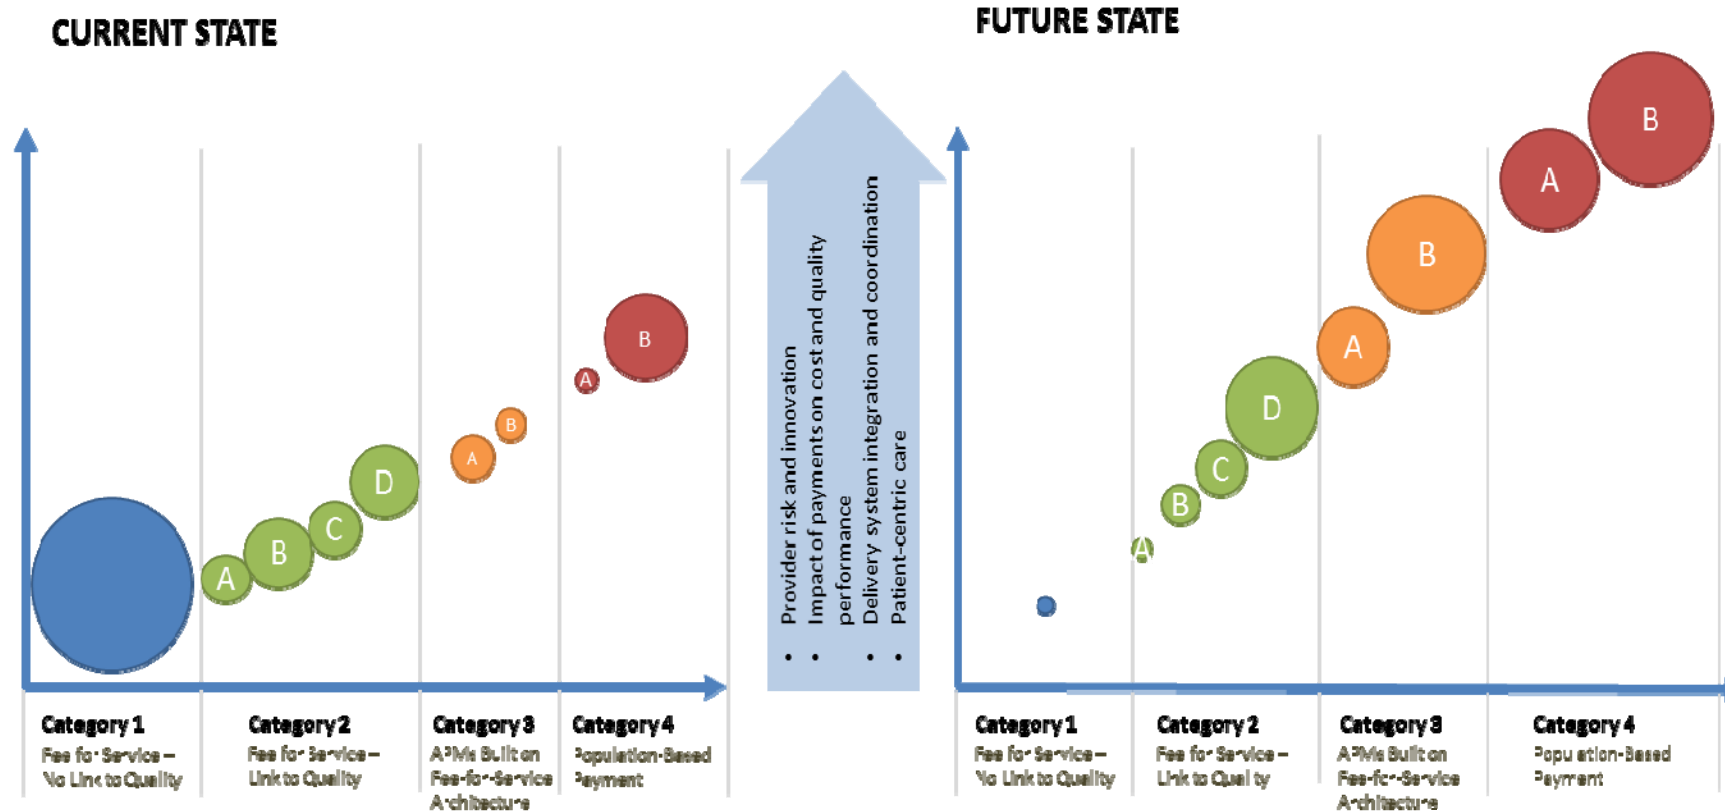 CURRENT STATE
A
B
C
D
A
B
A
B
Category 1
Fee for Service –
No Link to Quality
Category 2
Fee for Service –
Link to Quality
Category 3
APMs Built on
Fee-for-Service
Architecture
Category 4
Population-Based
Payment
• Provider risk and innovation
• Impact of payments on cost and quality
performance
• Delivery system integration and coordination
• Patient-centric care
FUTURE STATE
A
B
C
D
A
B
A
B
Category 1
Fee for Service –
No Link to Quality
Category 2
Fee for Service –
Link to Quality
Category 3
APMs Built on
Fee-for-Service
Architecture
Category 4
Population-Based
Payment